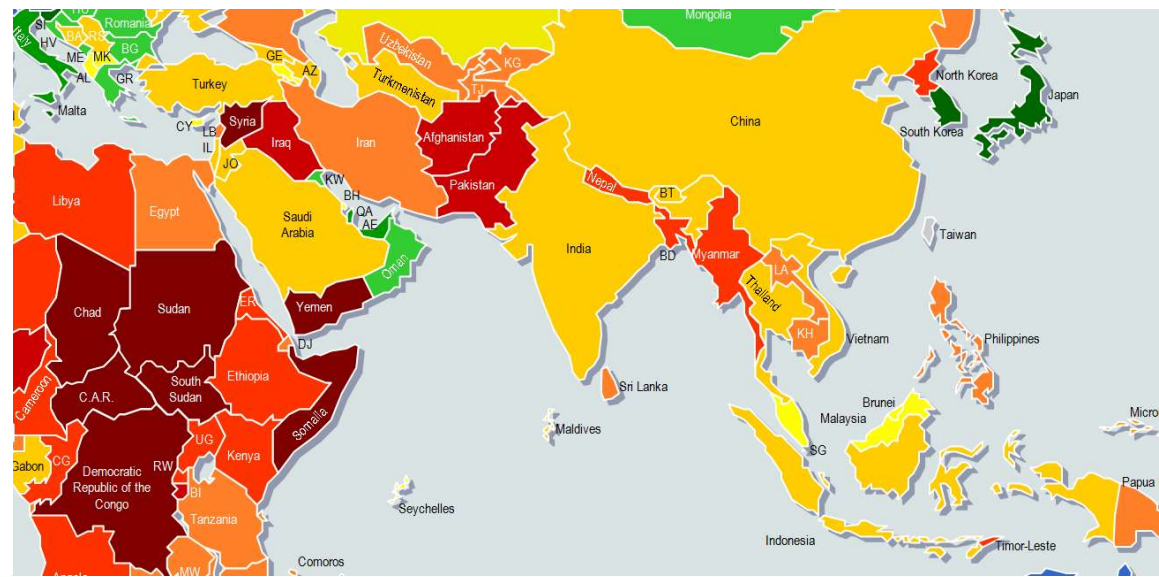 SI
HU
Romania
Mongolia
HV
BA
RS
Italy
BG
ME
MK
AL
GR
GE
AZ
Uzbekistan
KG
Turkmenistan
TJ
North Korea
Turkey
Malta
Japan
CY
Syria
LB
IL
JO
Iraq
Iran
Afghanistan
China
South Korea
Pakistan
Nepal
BT
KW
BH
QA
AE
Libya
Egypt
Saudi
Arabia
Oman
India
BD
Myanmar
LA
Taiwan
Thailand
Yemen
ER
Chad
Sudan
DJ
KH
Vietnam
Philippines
Cameroon
C.A.R.
South
Sudan
Ethiopia
Somalia
Sri Lanka
Maldives
Brunei
Malaysia
SG
Micro
Gabon
CG
Democratic
Republic of the
Congo
UG
RW
BI
Kenya
Tanzania
Seychelles
Papua
Indonesia
Timor-Leste
Comoros
MW
Angola